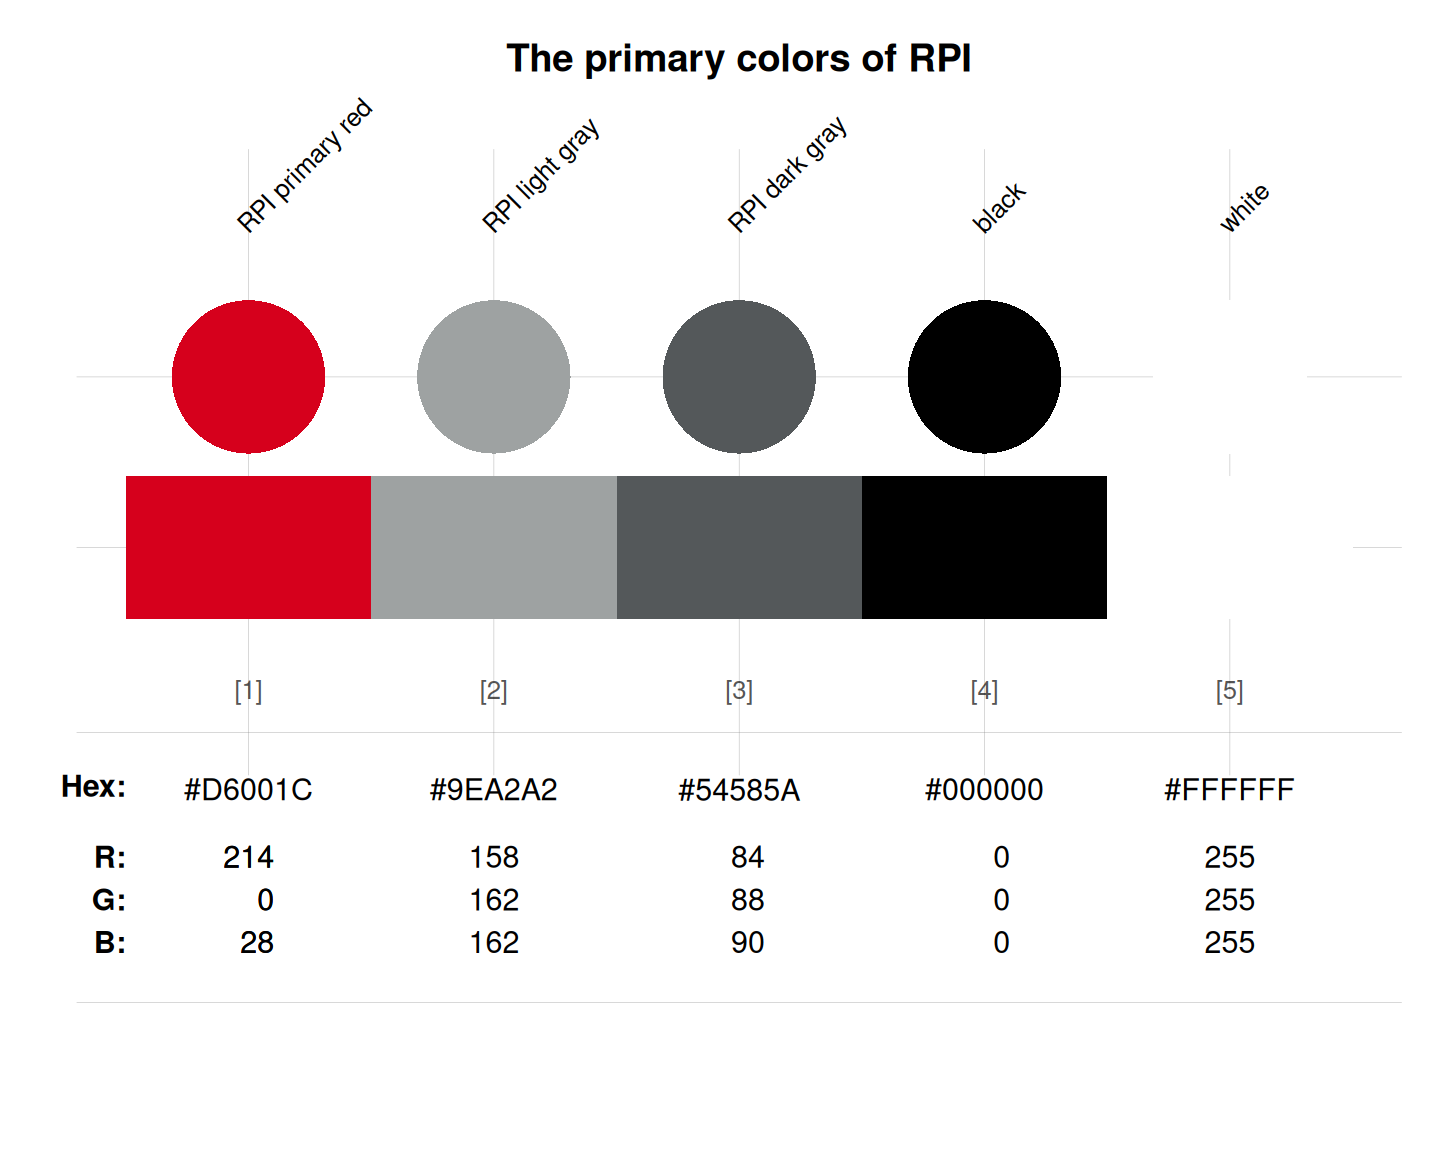 The primary colors of RPI
RPI primary red
RPI light gray
RPI dark gray
black
white
[1] [2] [3] [4] [5]
Hex: #D6001C #9EA2A2 #54585A #000000 #FFFFFF
R: 214 158 84 0 255
G: 0 162 88 0 255
B: 28 162 90 0 255